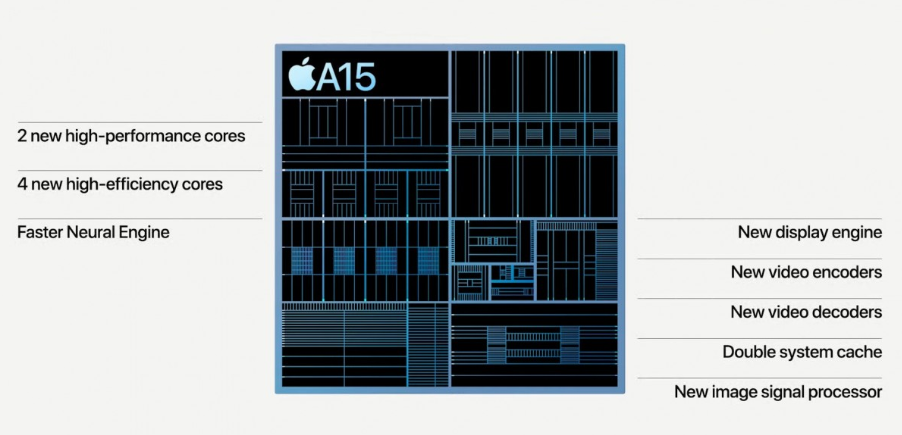 A15
2 new high-performance cores
4 new high-efficiency cores
Faster Neural Engine
New display engine
New video encoders
New video decoders
Double system cache
New image signal processor